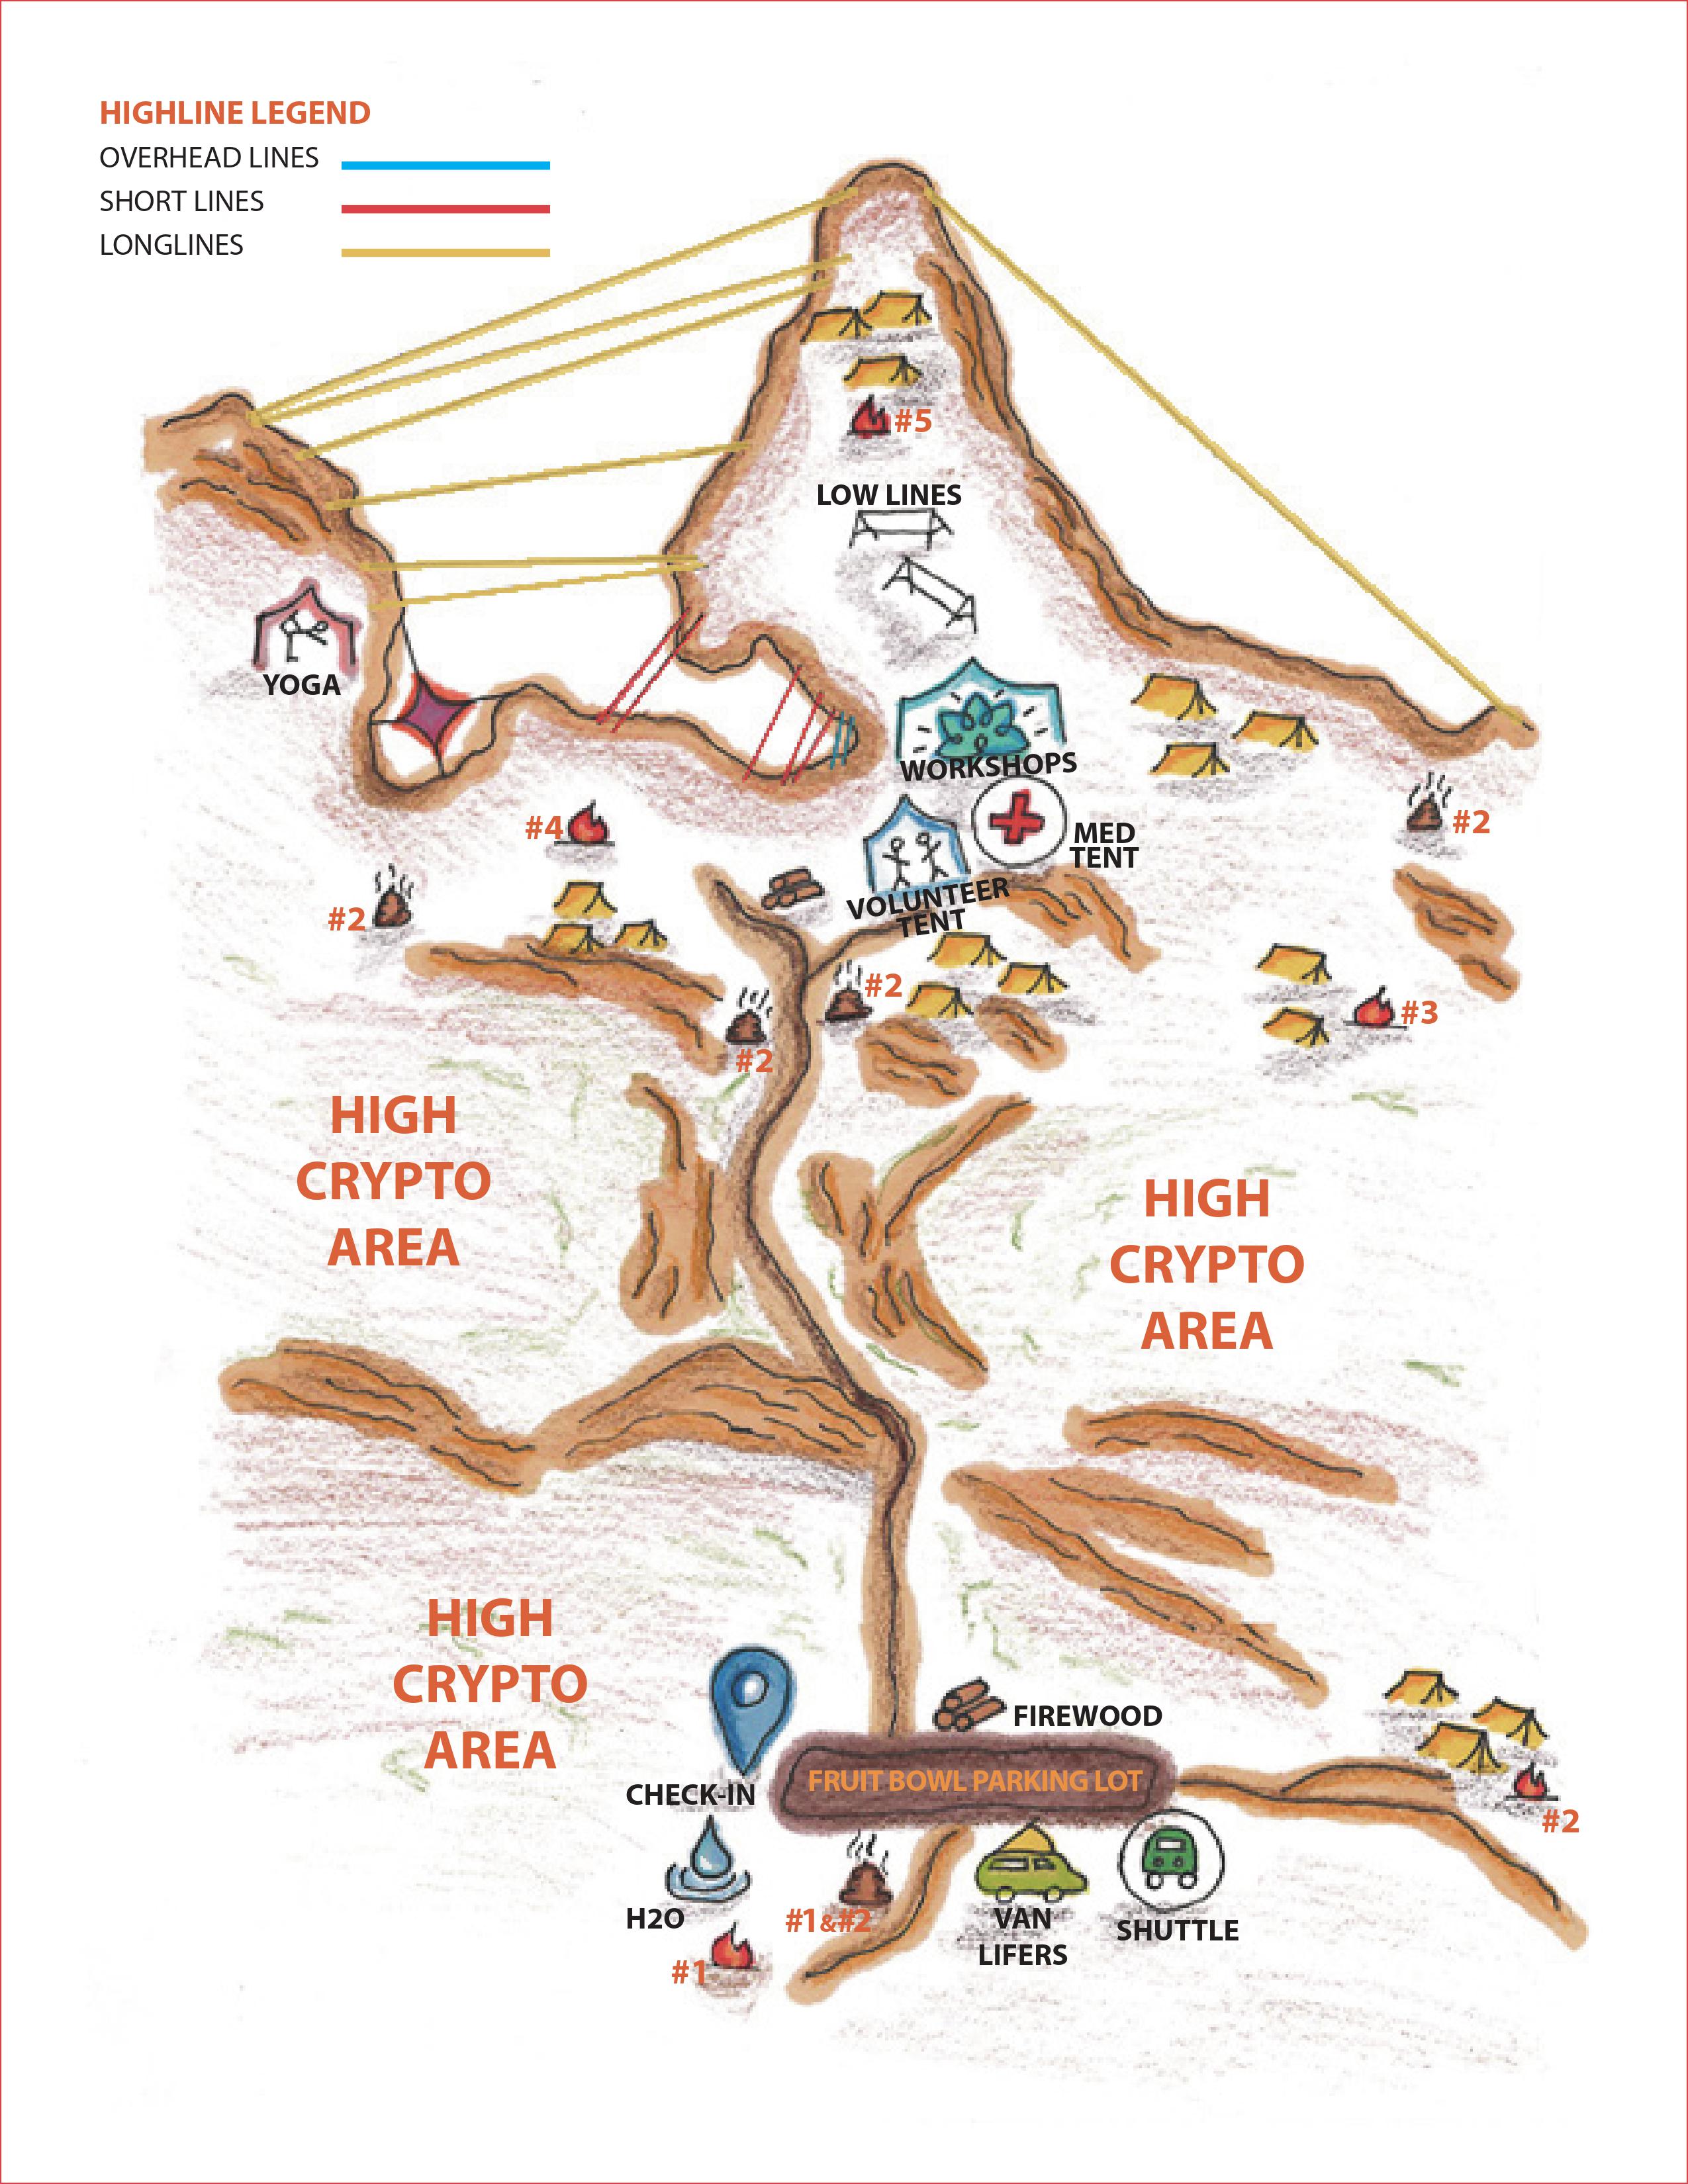 HIGHLINE LEGEND
OVERHEAD LINES
SHORT LINES
LONGLINES
#5
LOW LINES
YOGA
WORKSHOPS
#4
MED
TENT
#2
#2
VOLUNTEER
TENT
#2
#3
#2
HIGH
CRYPTO
AREA
HIGH
CRYPTO
AREA
HIGH
CRYPTO
AREA
FIREWOOD
FRUIT BOWL PARKING LOT
CHECK-IN
#2
H2O
#1&#2
VAN
LIFERS
SHUTTLE
#1